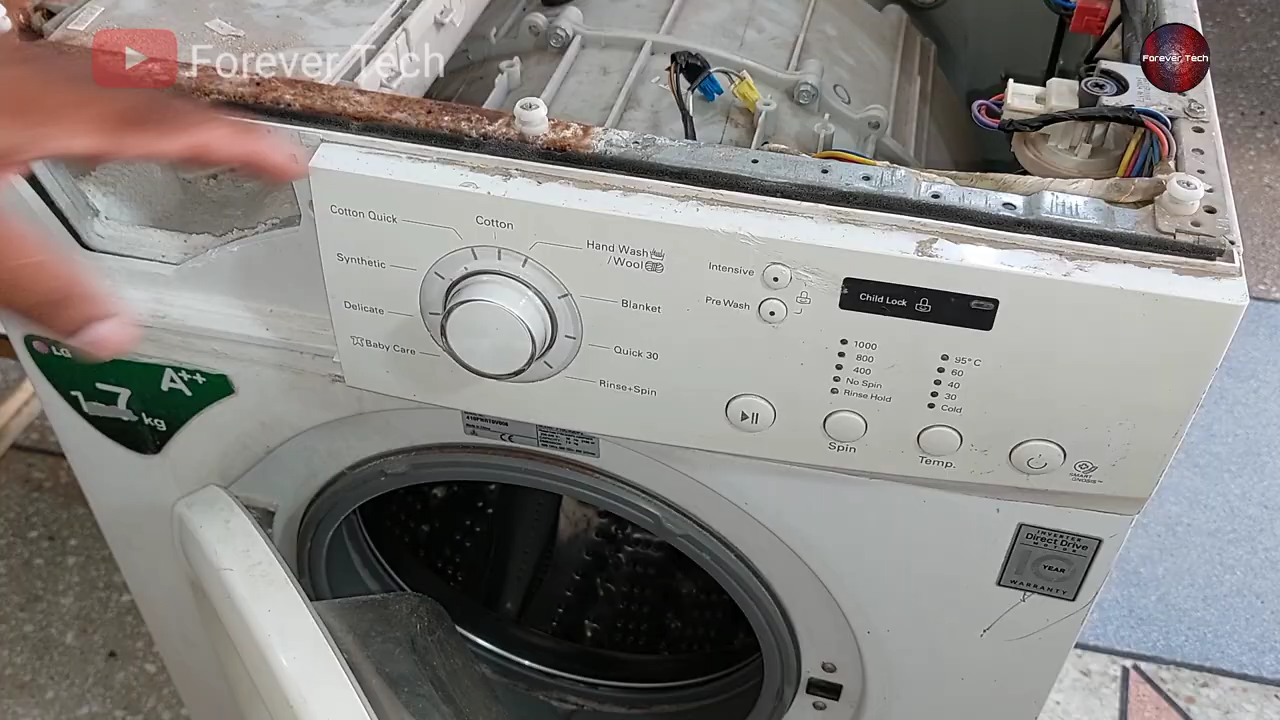 Forever Tech
Forever Tech
Cotton Quick
Cotton
Hand Wash
/Wool
Synthetic
Blanket
Delicate
Baby Care
Quick 30
Rinse+Spin
Intensive
Pre Wash
Child Lock
1000
800
400
No Spin
Rinse Hold
95°C
60
40
30
Cold
Spin
Temp.
LG
A++
7
kg
INVERTER
Direct Drive
MOTOR
10 YEAR
WARRANTY